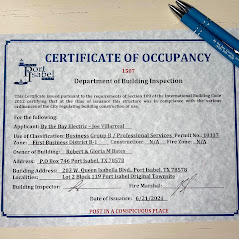 Port
Isabel
CERTIFICATE OF OCCUPANCY
1507
Department of Building Inspection
This Certificate issued pursuant to the requirements of Section 109 of the International Building Code
2012 certifying that at the time of issuance this structure was in compliance with the various
ordinances of the City regulating building construction or use. For the following:
Applicant: By the Bay Electric - Joe Villarreal
Use of Classification: Business Group B / Professional Services, Permit No.: 10337
Zone: First Business District B-1 Construction: N/A Fire Zone: N/A
Owner of Building: Robert & Gloria M Bates
Address: P.O Box 746 Port Isabel, TX 78578
Building Address: 202 W. Queen Isabella Blvd, Port Isabel, TX 78578
Location: Lot 2 Block 139 Port Isabel Original Townsite
Building Inspector: Fire Marshal:
Date of Issuance: 6/21/2021
POST IN A CONSPICUOUS PLACE